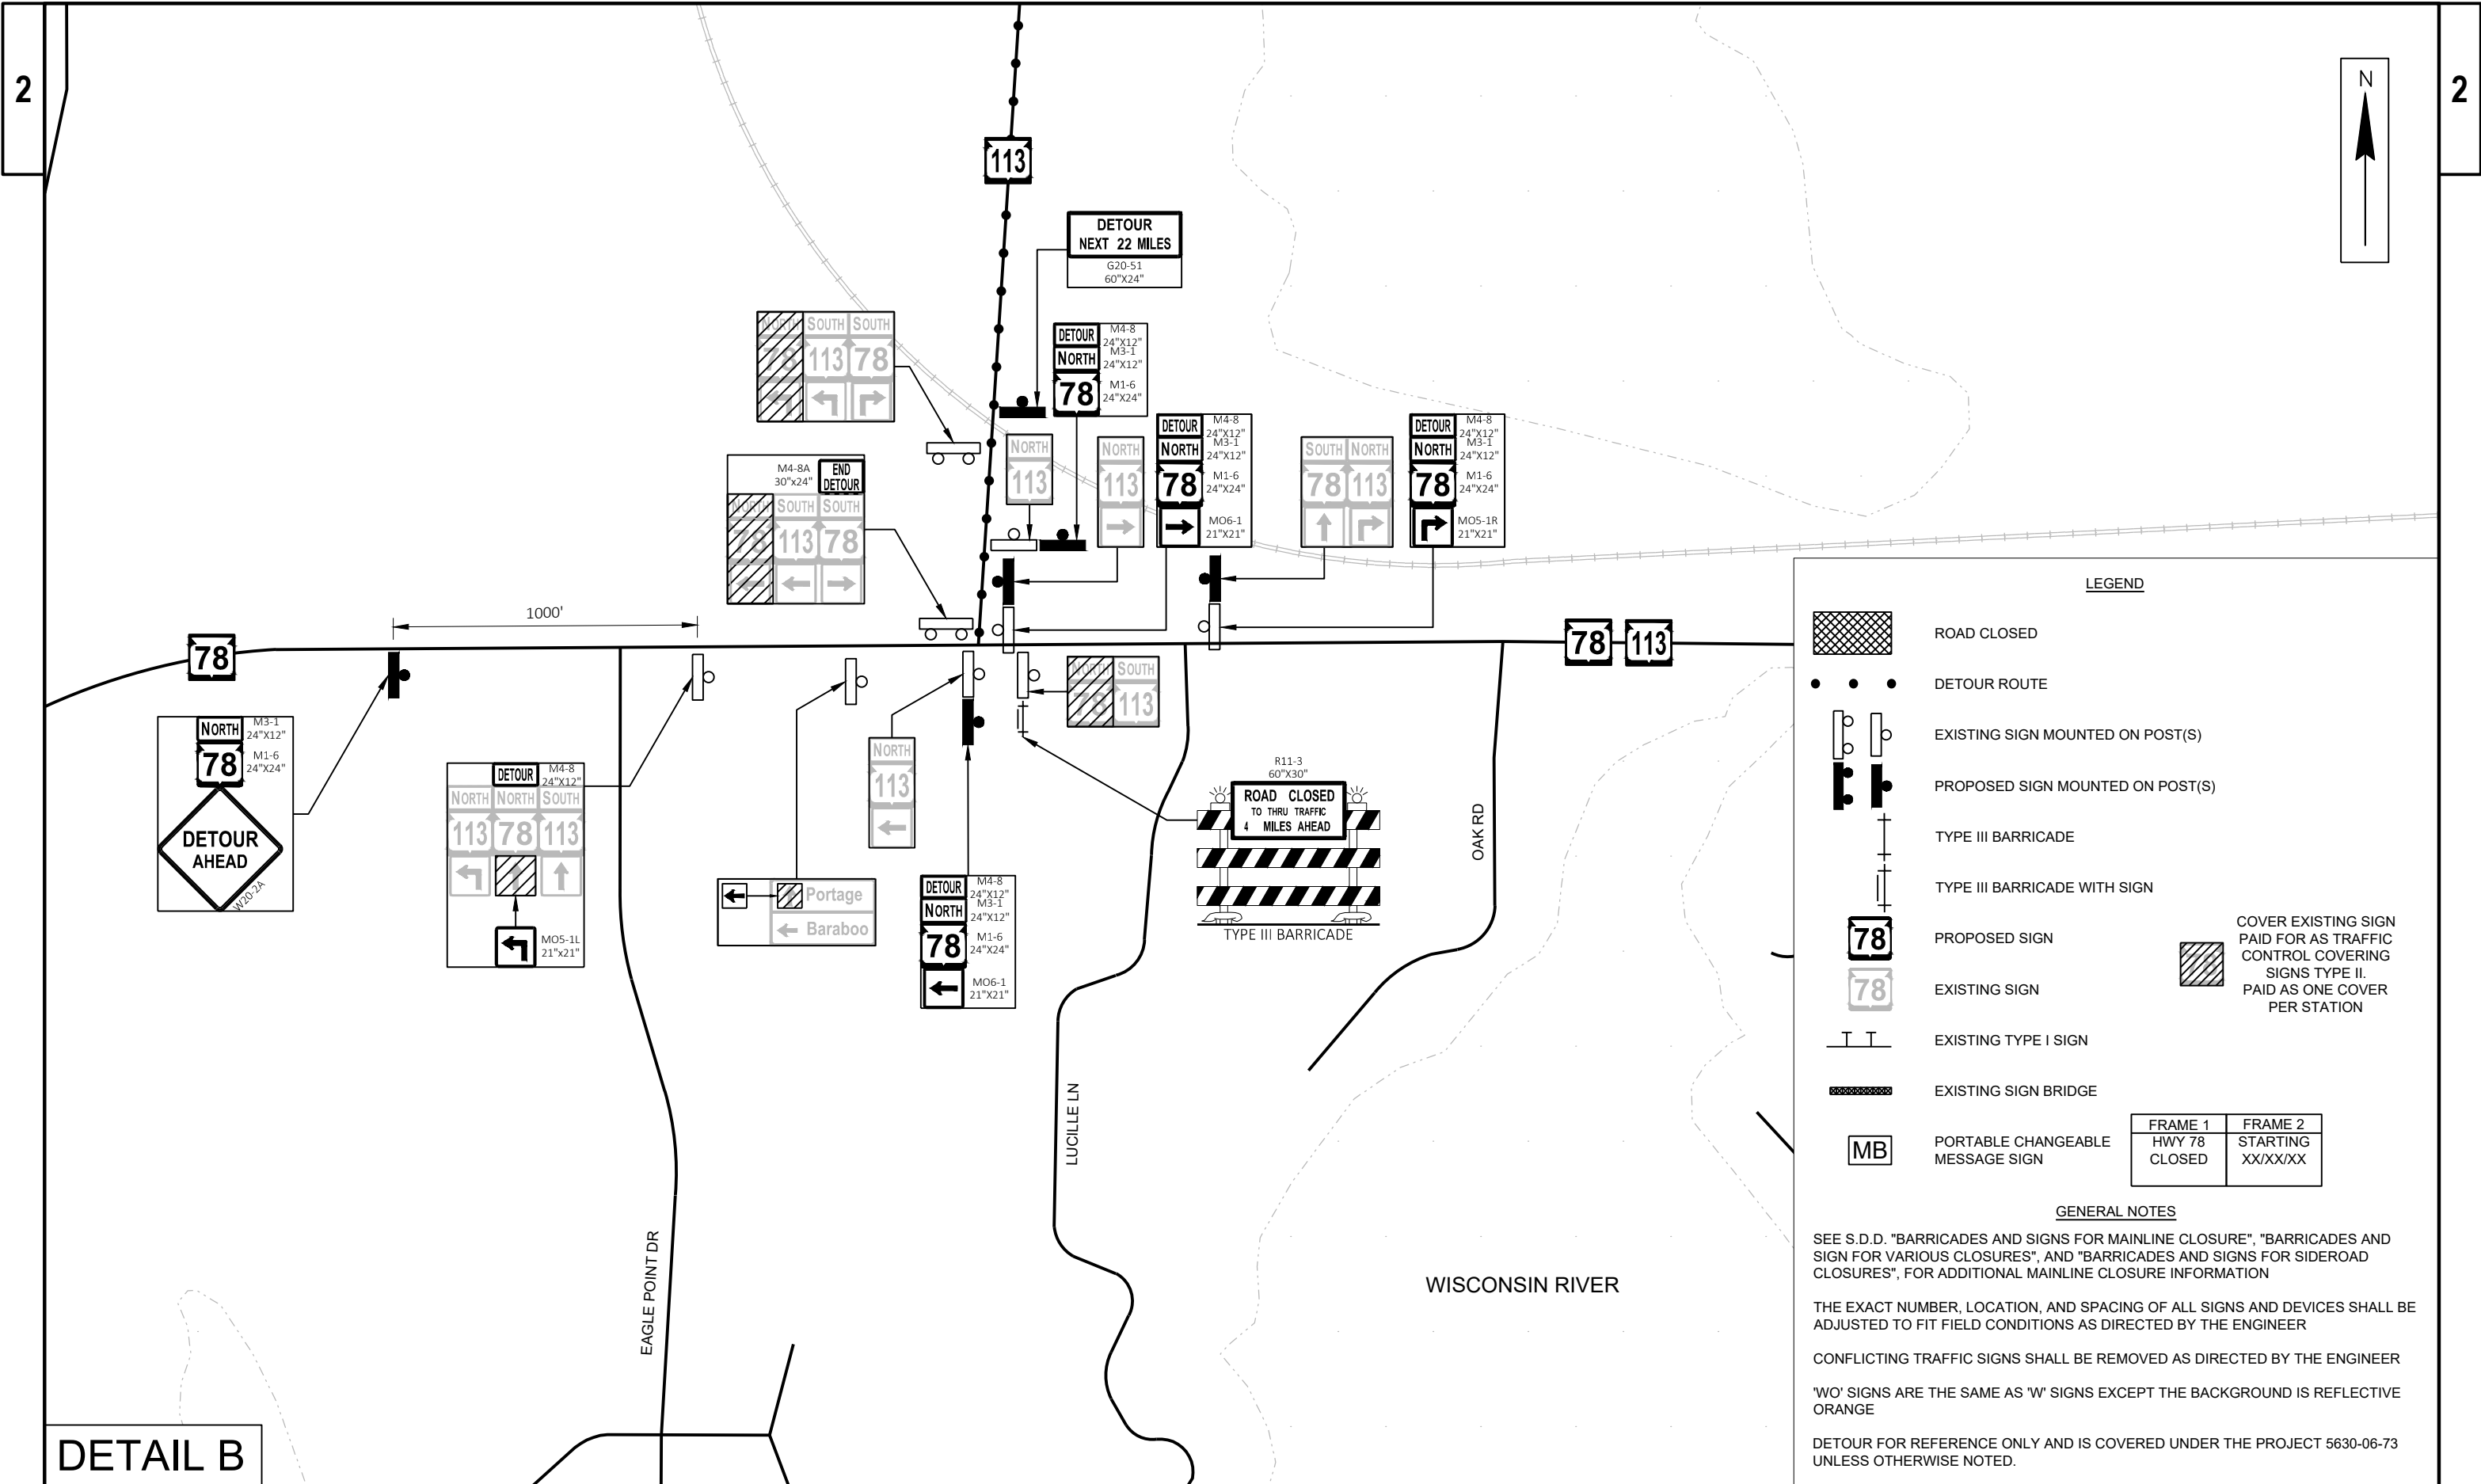 2
2
N
113
DETOUR
NEXT 22 MILES
G20-51
60"X24"
NORTH SOUTH SOUTH
78 113 78
DETOUR M4-8
24"X12"
NORTH M3-1
24"X12"
78 M1-6
24"X24"
M4-8A
30"x24"
END
DETOUR
NORTH SOUTH SOUTH
78 113 78
NORTH
113
NORTH
113
DETOUR M4-8
24"X12"
NORTH M3-1
24"X12"
78 M1-6
24"X24"
MO6-1
21"X21"
SOUTH NORTH
78 113
DETOUR M4-8
24"X12"
NORTH M3-1
24"X12"
78 M1-6
24"X24"
MO5-1R
21"X21"
1000'
78
78 113
NORTH M3-1
24"X12"
78 M1-6
24"X24"
DETOUR
AHEAD
W20-2A
DETOUR M4-8
24"X12"
NORTH NORTH SOUTH
113 78 113
MO5-1L
21"x21"
Portage
Baraboo
NORTH
113
DETOUR M4-8
24"X12"
NORTH M3-1
24"X12"
78 M1-6
24"X24"
MO6-1
21"X21"
NORTH SOUTH
78 113
R11-3
60"X30"
ROAD CLOSED
TO THRU TRAFFIC
4 MILES AHEAD
TYPE III BARRICADE
OAK RD
LUCILLE LN
EAGLE POINT DR
WISCONSIN RIVER
DETAIL B
LEGEND
ROAD CLOSED
DETOUR ROUTE
EXISTING SIGN MOUNTED ON POST(S)
PROPOSED SIGN MOUNTED ON POST(S)
TYPE III BARRICADE
TYPE III BARRICADE WITH SIGN
78 PROPOSED SIGN
78 EXISTING SIGN
COVER EXISTING SIGN
PAID FOR AS TRAFFIC
CONTROL COVERING
SIGNS TYPE II.
PAID AS ONE COVER
PER STATION
EXISTING TYPE I SIGN
EXISTING SIGN BRIDGE
MB PORTABLE CHANGEABLE
MESSAGE SIGN
FRAME 1 FRAME 2
HWY 78 STARTING
CLOSED XX/XX/XX
GENERAL NOTES
SEE S.D.D. "BARRICADES AND SIGNS FOR MAINLINE CLOSURE", "BARRICADES AND
SIGN FOR VARIOUS CLOSURES", AND "BARRICADES AND SIGNS FOR SIDEROAD
CLOSURES", FOR ADDITIONAL MAINLINE CLOSURE INFORMATION
THE EXACT NUMBER, LOCATION, AND SPACING OF ALL SIGNS AND DEVICES SHALL BE
ADJUSTED TO FIT FIELD CONDITIONS AS DIRECTED BY THE ENGINEER
CONFLICTING TRAFFIC SIGNS SHALL BE REMOVED AS DIRECTED BY THE ENGINEER
'WO' SIGNS ARE THE SAME AS 'W' SIGNS EXCEPT THE BACKGROUND IS REFLECTIVE
ORANGE
DETOUR FOR REFERENCE ONLY AND IS COVERED UNDER THE PROJECT 5630-06-73
UNLESS OTHERWISE NOTED.